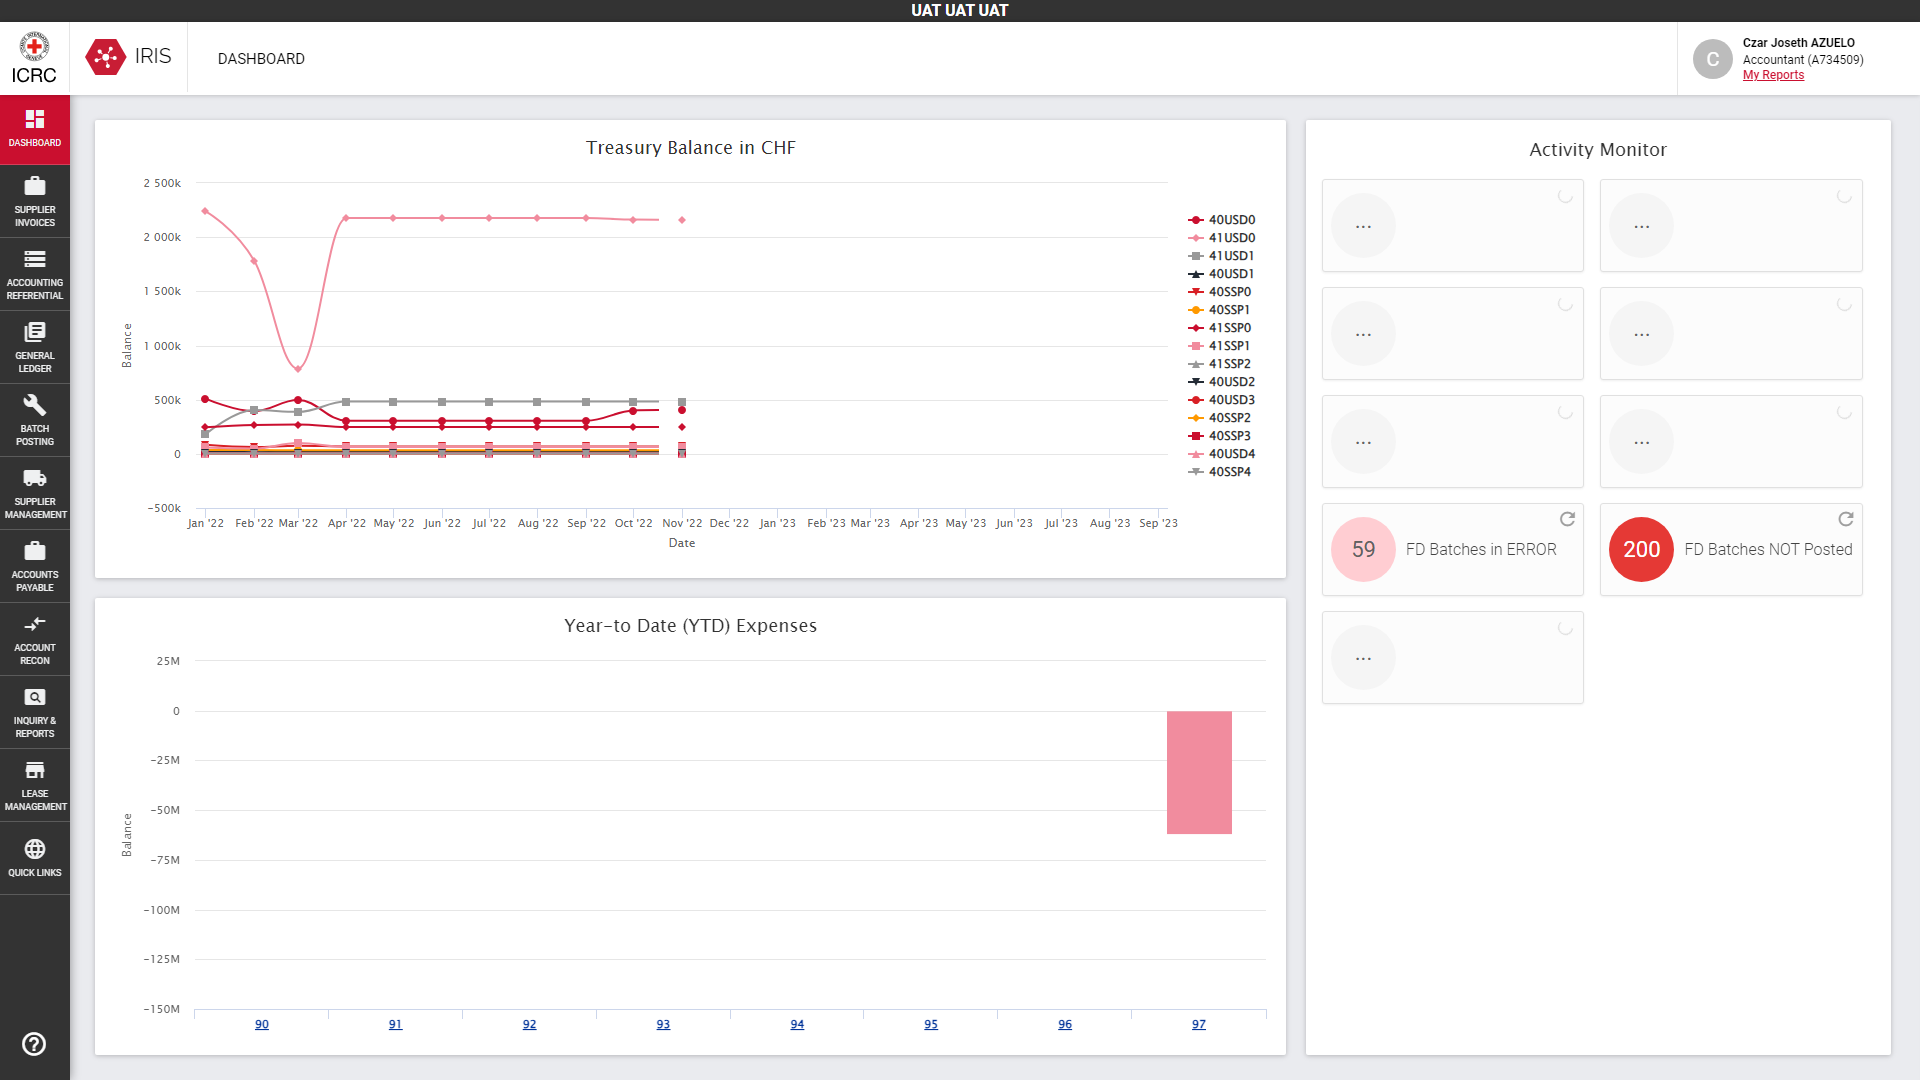 UAT UAT UAT
ICRC
IRIS
DASHBOARD
Czar Joseth AZUELO
Accountant (A734509)
My Reports
DASHBOARD
SUPPLIER
INVOICES
ACCOUNTING
REFERENTIAL
GENERAL
LEDGER
BATCH
POSTING
SUPPLIER
MANAGEMENT
ACCOUNTS
PAYABLE
ACCOUNT
RECON
INQUIRY &
REPORTS
LEASE
MANAGEMENT
QUICK LINKS
Treasury Balance in CHF
Balance
2 500k
2 000k
1 500k
1 000k
500k
0
−500k
Jan '22 Feb '22 Mar '22 Apr '22 May '22 Jun '22 Jul '22 Aug '22 Sep '22 Oct '22 Nov '22 Dec '22 Jan '23 Feb '23 Mar '23 Apr '23 May '23 Jun '23 Jul '23 Aug '23 Sep '23
Date
40USD0
41USD0
41USD1
40USD1
40SSP0
40SSP1
41SSP0
41SSP1
41SSP2
40USD2
40USD3
40SSP2
40SSP3
40USD4
40SSP4
Year−to Date (YTD) Expenses
Balance
25M
0
−25M
−50M
−75M
−100M
−125M
−150M
90 91 92 93 94 95 96 97
Activity Monitor
... ...
... ...
... ...
59 FD Batches in ERROR
200 FD Batches NOT Posted
...